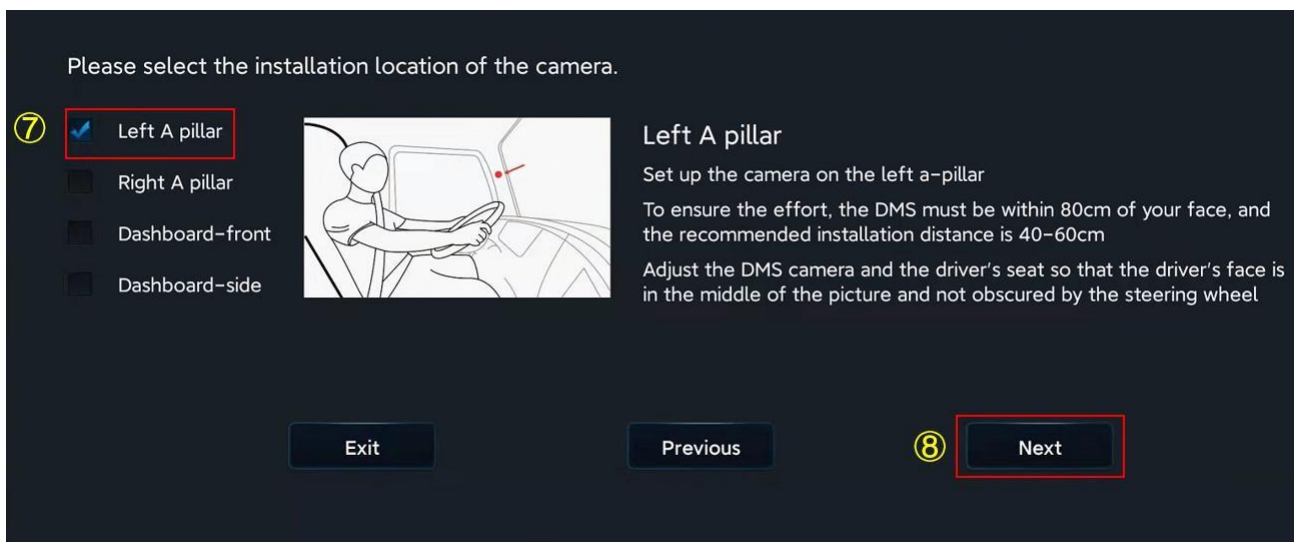 Please select the installation location of the camera.
⑦ Left A pillar
Right A pillar
Dashboard-front
Dashboard-side
Left A pillar
Set up the camera on the left a-pillar
To ensure the effort, the DMS must be within 80cm of your face, and
the recommended installation distance is 40-60cm
Adjust the DMS camera and the driver's seat so that the driver's face is
in the middle of the picture and not obscured by the steering wheel
Exit
Previous
⑧ Next